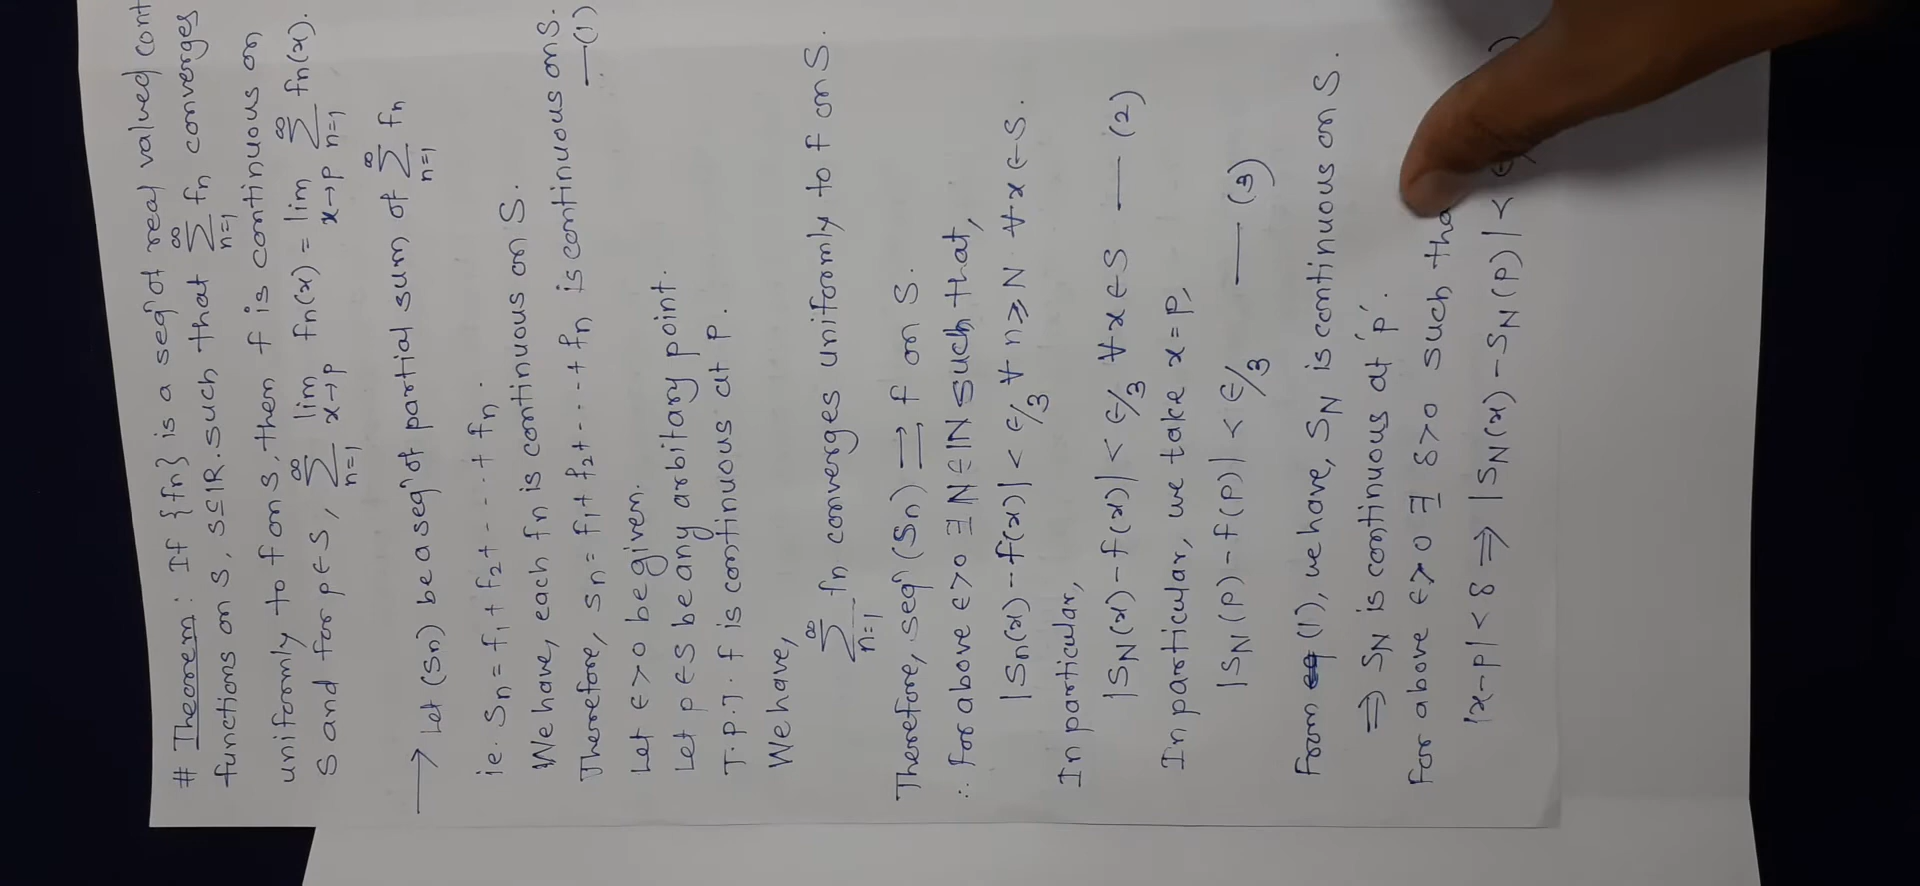 # Theorem : If {fn} is a seqⁿ of real valued cont
functions on S, S⊆IR. such that ∑_{n=1}^{∞} fn converges
uniformly to f on S, then f is continuous on
S and for p∈S, ∑_{n=1}^{∞} lim_{x→p} fn(x) = lim_{x→p} ∑_{n=1}^{∞} fn(x).
→ Let (Sn) be a seqⁿ of partial sum of ∑_{n=1}^{∞} fn
ie. Sn = f1 + f2 + - - - + fn.
We have, each fn is continuous on S.
Therefore, Sn = f1 + f2 + - - - + fn is continuous on S. —(1)
Let ∈>0 be given.
Let p∈S be any arbitary point.
T.P.T. f is continuous at P.
We have,
∑_{n=1}^{∞} fn converges uniformly to f on S.
Therefore, seqⁿ (Sn) ⇉ f on S.
∴ For above ∈>0 ∃ N∈IN such that,
|Sn(x) - f(x)| < ∈/3 ∀ n≥N ∀x∈S.
In particular,
|SN(x) - f(x)| < ∈/3 ∀x∈S — (2)
In particular, we take x=P,
|SN(P) - f(P)| < ∈/3 — (3)
From (1), we have, SN is continuous on S.
⇒ SN is continuous at 'P'.
For above ∈>0 ∃ δ>0 such tha
|x-p| < δ ⇒ |SN(x) - SN(P)| <